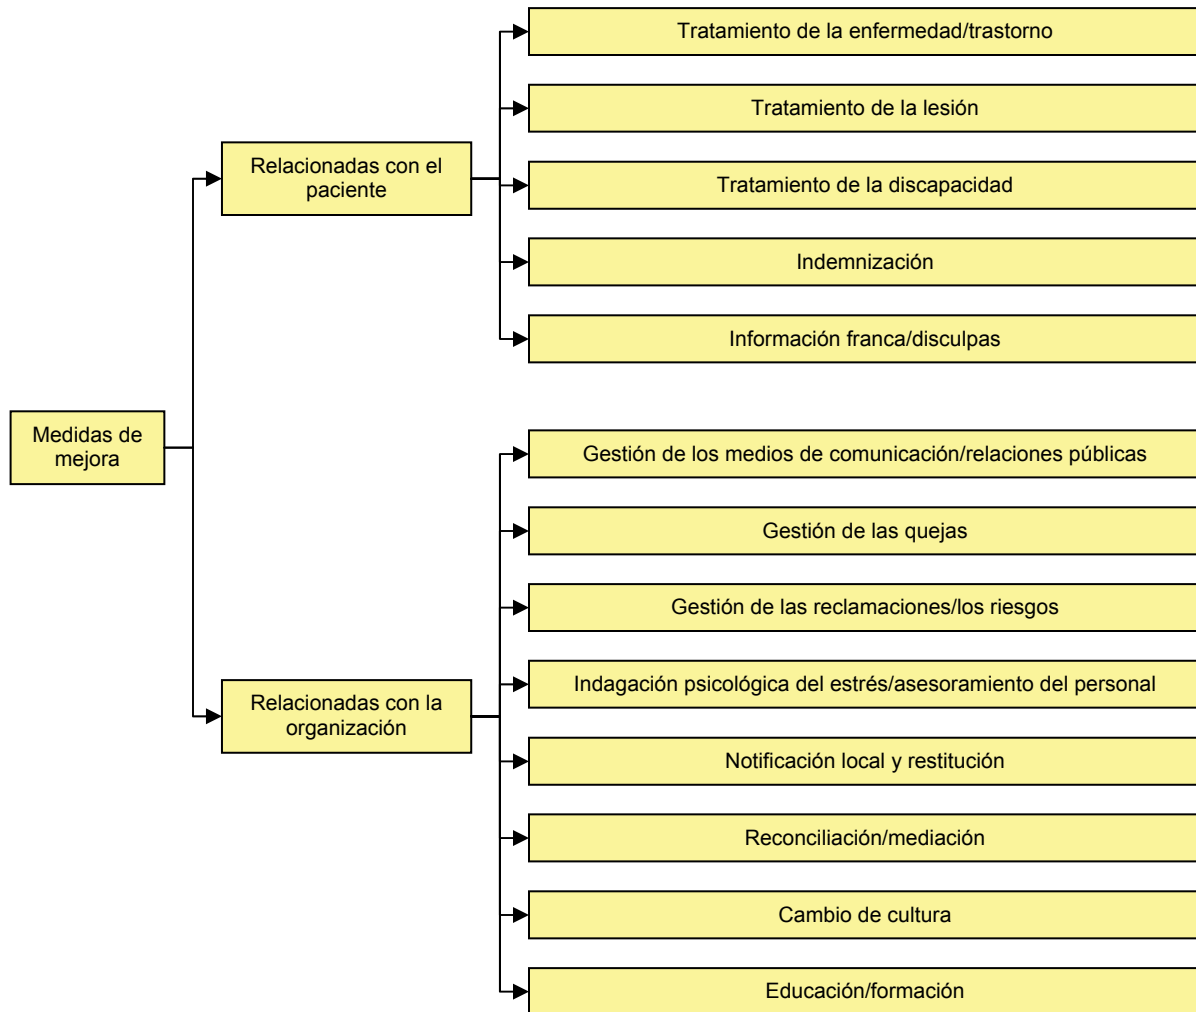 Medidas de
mejora
Relacionadas con el
paciente
Tratamiento de la enfermedad/trastorno
Tratamiento de la lesión
Tratamiento de la discapacidad
Indemnización
Información franca/disculpas
Relacionadas con la
organización
Gestión de los medios de comunicación/relaciones públicas
Gestión de las quejas
Gestión de las reclamaciones/los riesgos
Indagación psicológica del estrés/asesoramiento del personal
Notificación local y restitución
Reconciliación/mediación
Cambio de cultura
Educación/formación